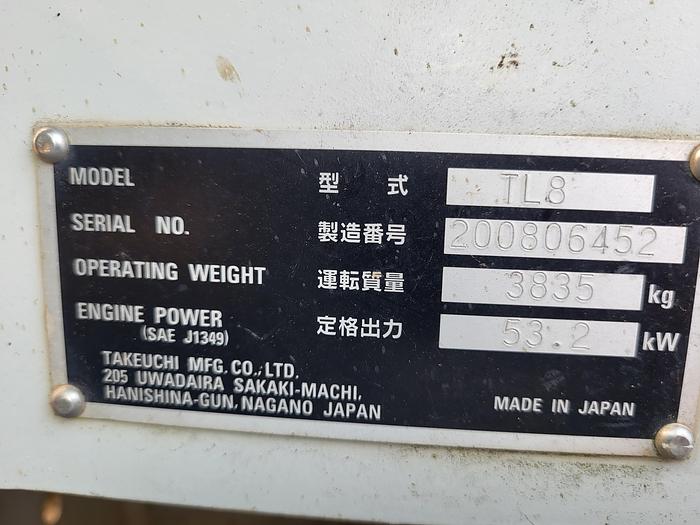 MODEL 型 式 TL8
SERIAL NO. 製造番号 200806452
OPERATING WEIGHT 運転質量 3835 kg
ENGINE POWER 定格出力 53.2 kW
(SAE J1349)
TAKEUCHI MFG. CO., LTD.
205 UWADAIRA SAKAKI-MACHI,
HANISHINA-GUN, NAGANO JAPAN MADE IN JAPAN